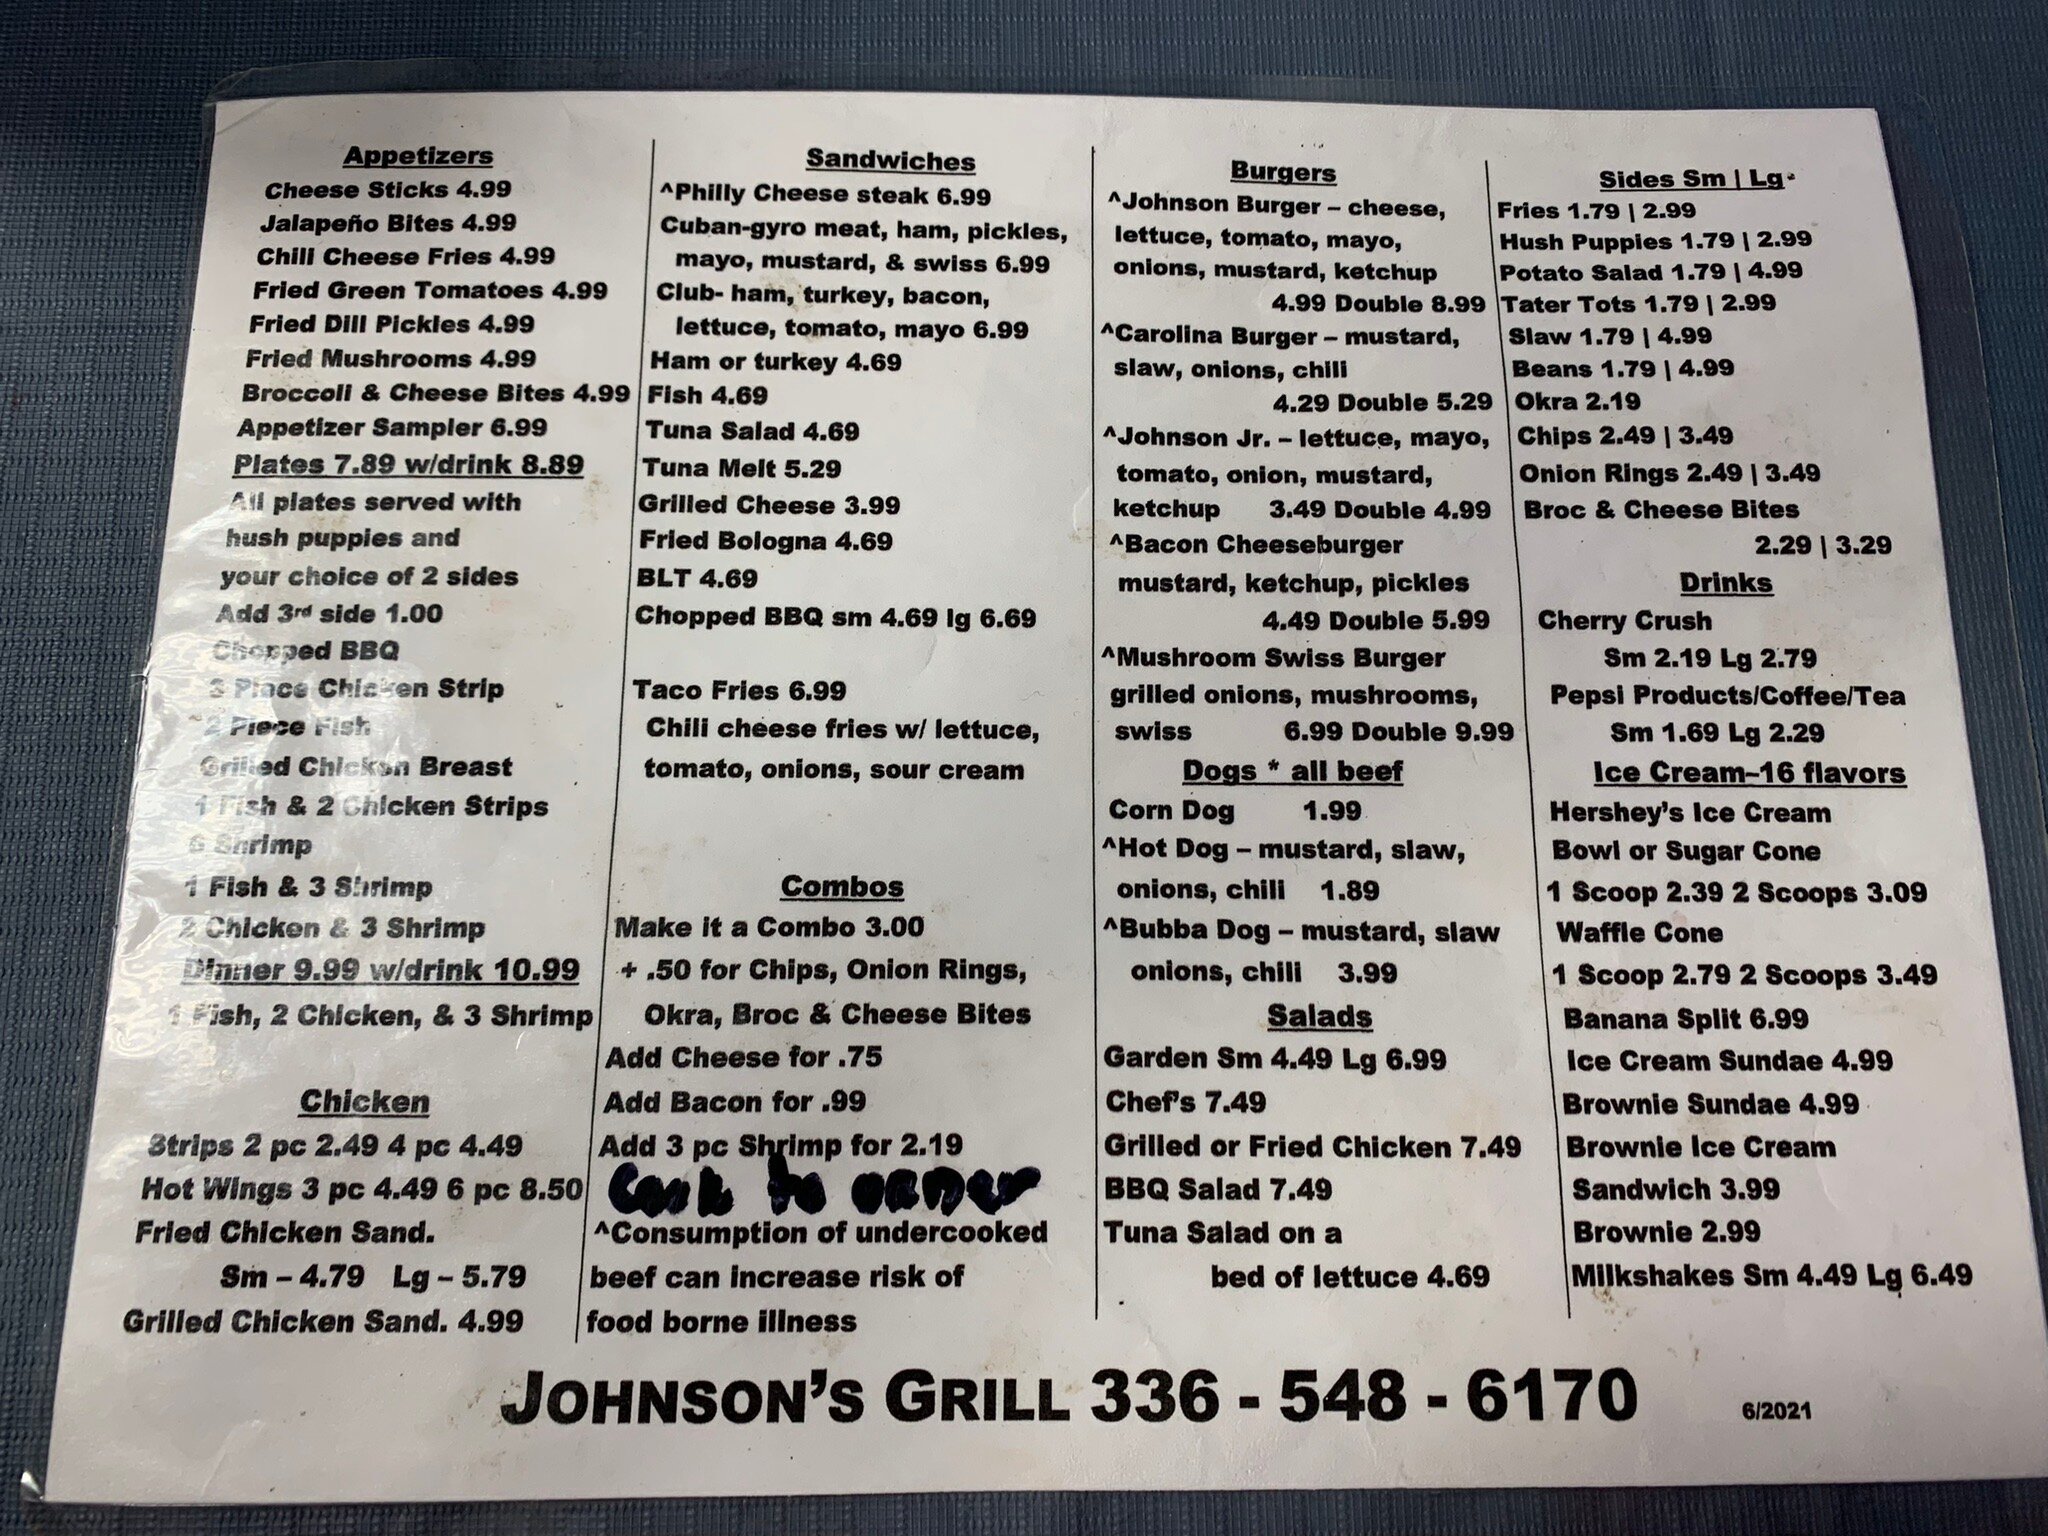 Appetizers
Cheese Sticks 4.99
Jalapeño Bites 4.99
Chili Cheese Fries 4.99
Fried Green Tomatoes 4.99
Fried Dill Pickles 4.99
Fried Mushrooms 4.99
Broccoli & Cheese Bites 4.99
Appetizer Sampler 6.99
Plates 7.89 w/drink 8.89
All plates served with
hush puppies and
your choice of 2 sides
Add 3rd side 1.00
Chopped BBQ
3 Piece Chicken Strip
2 Piece Fish
Grilled Chicken Breast
1 Fish & 2 Chicken Strips
6 Shrimp
1 Fish & 3 Shrimp
2 Chicken & 3 Shrimp
Dinner 9.99 w/drink 10.99
1 Fish, 2 Chicken, & 3 Shrimp
Chicken
Strips 2 pc 2.49 4 pc 4.49
Hot Wings 3 pc 4.49 6 pc 8.50
Fried Chicken Sand.
Sm – 4.79 Lg – 5.79
Grilled Chicken Sand. 4.99
Sandwiches
^Philly Cheese steak 6.99
Cuban-gyro meat, ham, pickles,
mayo, mustard, & swiss 6.99
Club- ham, turkey, bacon,
lettuce, tomato, mayo 6.99
Ham or turkey 4.69
Fish 4.69
Tuna Salad 4.69
Tuna Melt 5.29
Grilled Cheese 3.99
Fried Bologna 4.69
BLT 4.69
Chopped BBQ sm 4.69 lg 6.69
Taco Fries 6.99
Chili cheese fries w/ lettuce,
tomato, onions, sour cream
Combos
Make it a Combo 3.00
+ .50 for Chips, Onion Rings,
Okra, Broc & Cheese Bites
Add Cheese for .75
Add Bacon for .99
Add 3 pc Shrimp for 2.19
Cook to order
^Consumption of undercooked
beef can increase risk of
food borne illness
Burgers
^Johnson Burger – cheese,
lettuce, tomato, mayo,
onions, mustard, ketchup
4.99 Double 8.99
^Carolina Burger – mustard,
slaw, onions, chili
4.29 Double 5.29
^Johnson Jr. – lettuce, mayo,
tomato, onion, mustard,
ketchup 3.49 Double 4.99
^Bacon Cheeseburger
mustard, ketchup, pickles
4.49 Double 5.99
^Mushroom Swiss Burger
grilled onions, mushrooms,
swiss 6.99 Double 9.99
Dogs * all beef
Corn Dog 1.99
^Hot Dog – mustard, slaw,
onions, chili 1.89
^Bubba Dog – mustard, slaw
onions, chili 3.99
Salads
Garden Sm 4.49 Lg 6.99
Chef's 7.49
Grilled or Fried Chicken 7.49
BBQ Salad 7.49
Tuna Salad on a
bed of lettuce 4.69
Sides Sm | Lg
Fries 1.79 | 2.99
Hush Puppies 1.79 | 2.99
Potato Salad 1.79 | 4.99
Tater Tots 1.79 | 2.99
Slaw 1.79 | 4.99
Beans 1.79 | 4.99
Okra 2.19
Chips 2.49 | 3.49
Onion Rings 2.49 | 3.49
Broc & Cheese Bites
2.29 | 3.29
Drinks
Cherry Crush
Sm 2.19 Lg 2.79
Pepsi Products/Coffee/Tea
Sm 1.69 Lg 2.29
Ice Cream–16 flavors
Hershey's Ice Cream
Bowl or Sugar Cone
1 Scoop 2.39 2 Scoops 3.09
Waffle Cone
1 Scoop 2.79 2 Scoops 3.49
Banana Split 6.99
Ice Cream Sundae 4.99
Brownie Sundae 4.99
Brownie Ice Cream
Sandwich 3.99
Brownie 2.99
Milkshakes Sm 4.49 Lg 6.49
JOHNSON'S GRILL 336 - 548 - 6170
6/2021